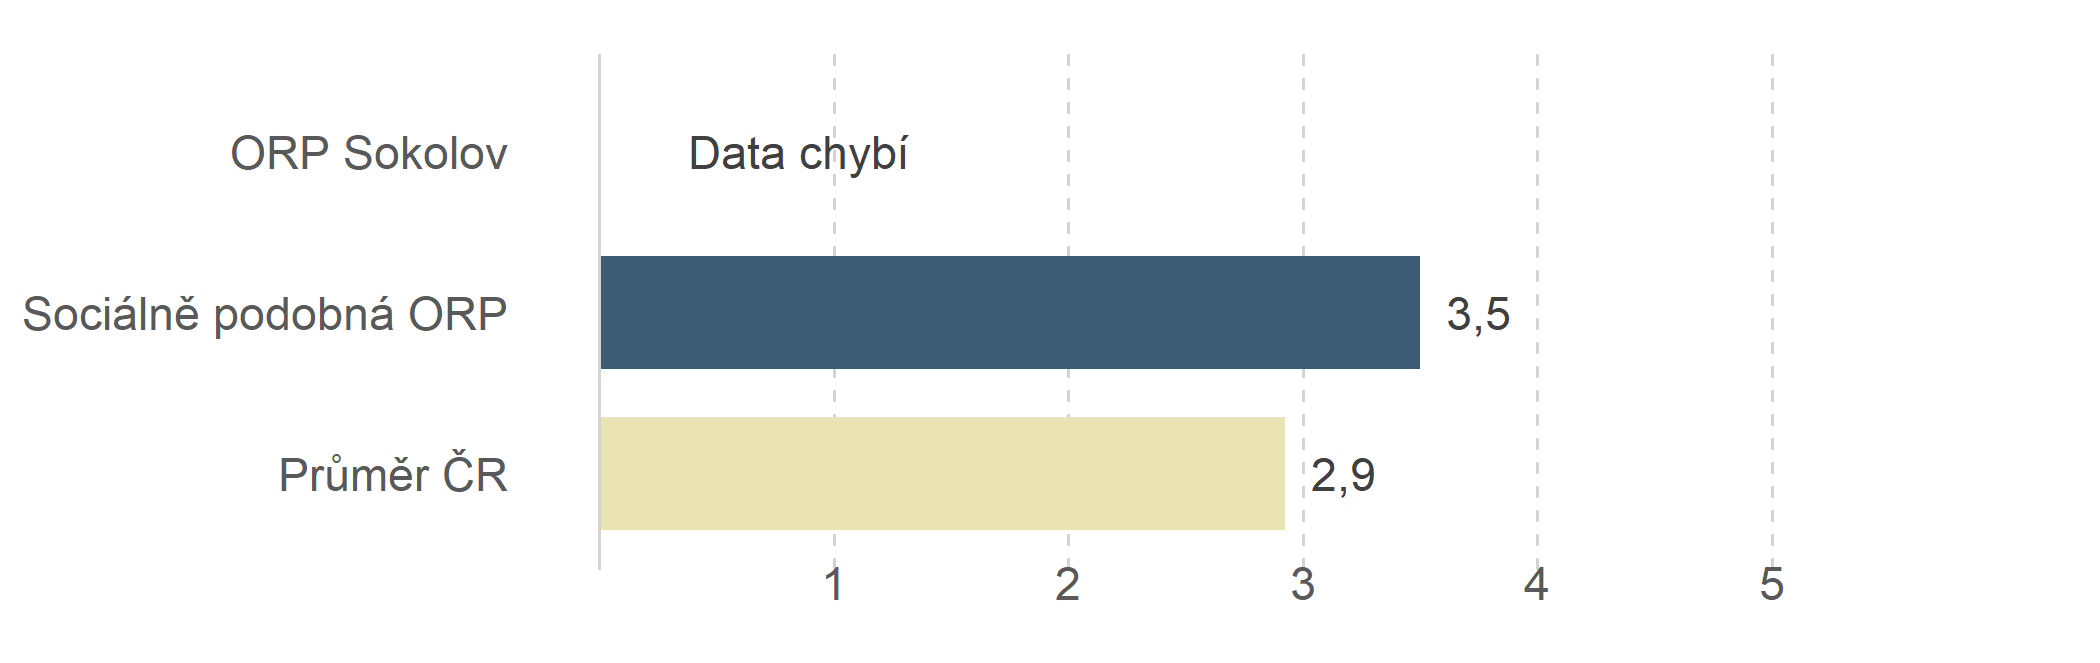 ORP Sokolov Data chybí
Sociálně podobná ORP 3,5
Průměr ČR 2,9
1 2 3 4 5